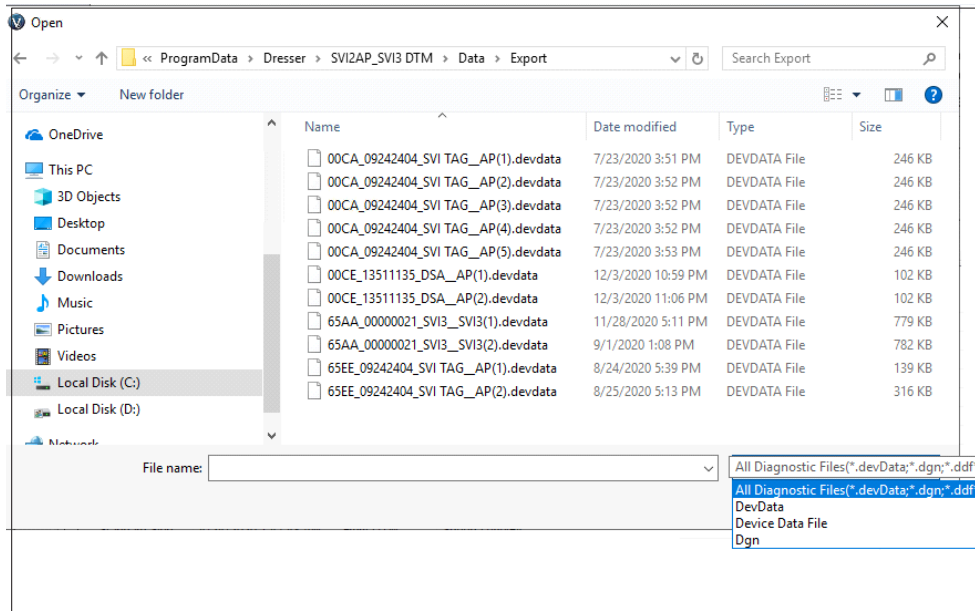 Open
« ProgramData > Dresser > SVI2AP_SVI3 DTM > Data > Export
Search Export
Organize New folder
OneDrive
This PC
3D Objects
Desktop
Documents
Downloads
Music
Pictures
Videos
Local Disk (C:)
Local Disk (D:)
Network
Name Date modified Type Size
00CA_09242404_SVI TAG__AP(1).devdata 7/23/2020 3:51 PM DEVDATA File 246 KB
00CA_09242404_SVI TAG__AP(2).devdata 7/23/2020 3:52 PM DEVDATA File 246 KB
00CA_09242404_SVI TAG__AP(3).devdata 7/23/2020 3:52 PM DEVDATA File 246 KB
00CA_09242404_SVI TAG__AP(4).devdata 7/23/2020 3:52 PM DEVDATA File 246 KB
00CA_09242404_SVI TAG__AP(5).devdata 7/23/2020 3:53 PM DEVDATA File 246 KB
00CE_13511135_DSA__AP(1).devdata 12/3/2020 10:59 PM DEVDATA File 102 KB
00CE_13511135_DSA__AP(2).devdata 12/3/2020 11:06 PM DEVDATA File 102 KB
65AA_00000021_SVI3__SVI3(1).devdata 11/28/2020 5:11 PM DEVDATA File 779 KB
65AA_00000021_SVI3__SVI3(2).devdata 9/1/2020 1:08 PM DEVDATA File 782 KB
65EE_09242404_SVI TAG__AP(1).devdata 8/24/2020 5:39 PM DEVDATA File 139 KB
65EE_09242404_SVI TAG__AP(2).devdata 8/25/2020 5:13 PM DEVDATA File 316 KB
File name:
All Diagnostic Files(*.devData;*.dgn;*.ddf
All Diagnostic Files(*.devData;*.dgn;*.ddf
DevData
Device Data File
Dgn